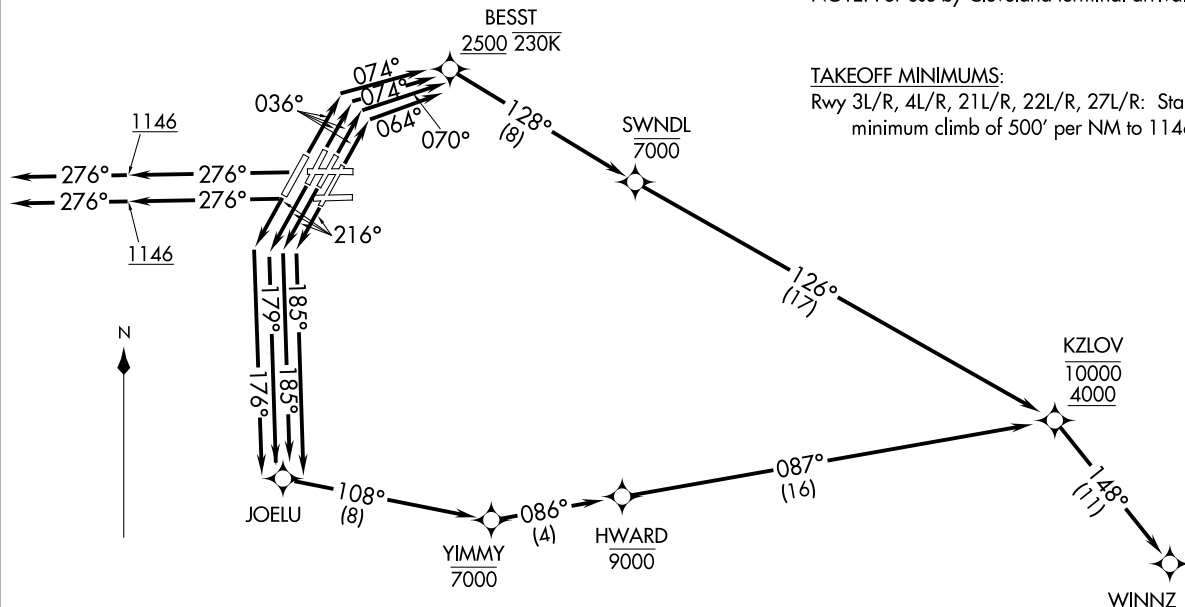 BESST
2500 230K
TAKEOFF MINIMUMS:
Rwy 3L/R, 4L/R, 21L/R, 22L/R, 27L/R:
minimum climb of 500' per NM to
074°
074°
036°
064°
070°
128°
(8)
SWNDL
7000
1146
276°
276°
276°
276°
1146
216°
126°
(17)
N
179°
185°
176°
185°
KZLOV
10000
4000
JOELU
108°
(8)
YIMMY
7000
086°
(4)
HWARD
9000
087°
(16)
148°
(11)
WINNZ